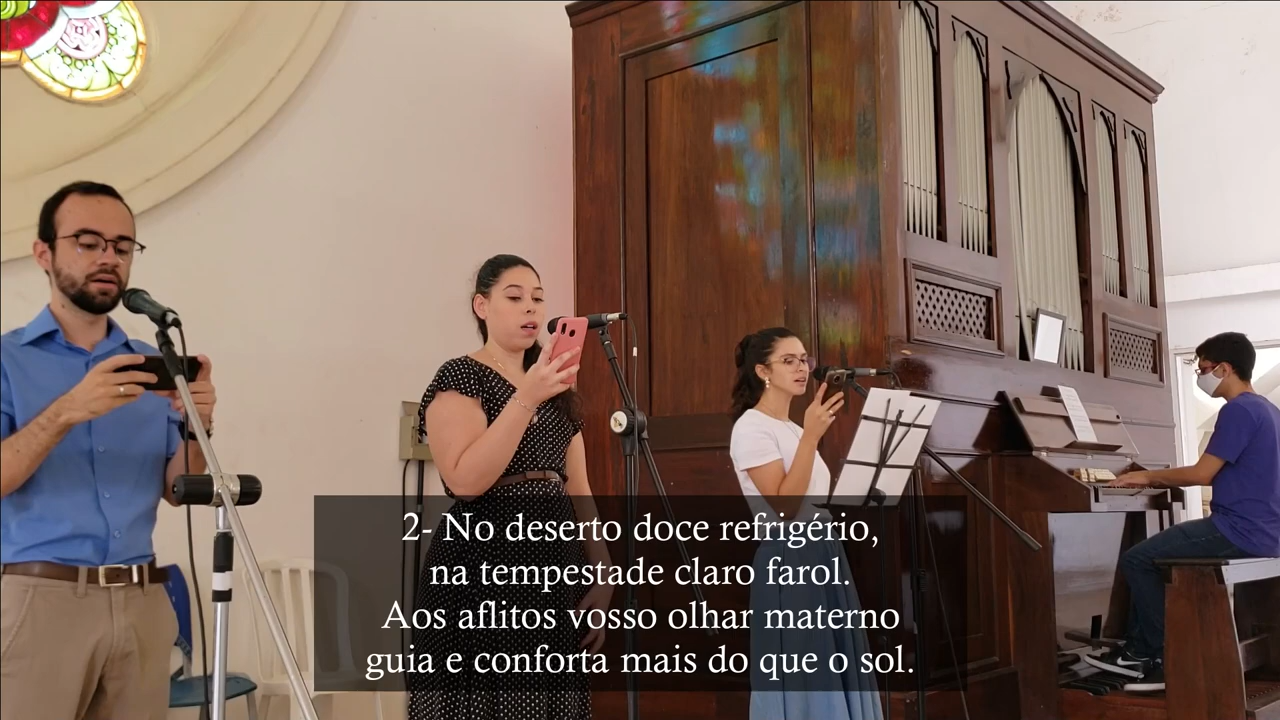 2- No deserto doce refrigério,
na tempestade claro farol.
Aos aflitos vosso olhar materno
guia e conforta mais do que o sol.